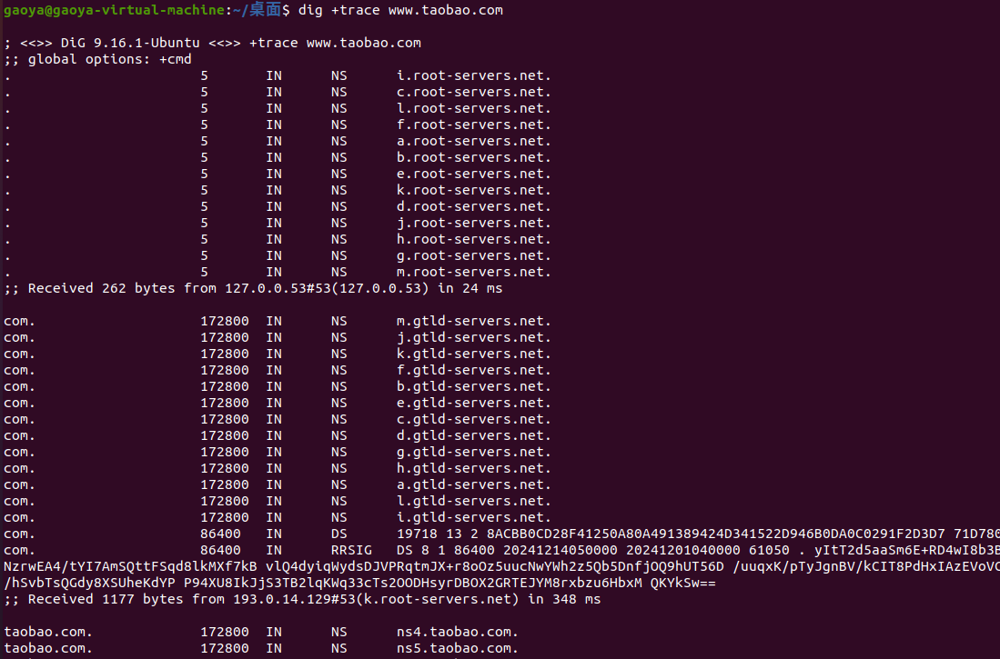 gaoya@gaoya-virtual-machine:~/桌面$ dig +trace www.taobao.com
; <<>> DiG 9.16.1-Ubuntu <<>> +trace www.taobao.com
;; global options: +cmd
. 5 IN NS i.root-servers.net.
. 5 IN NS c.root-servers.net.
. 5 IN NS l.root-servers.net.
. 5 IN NS f.root-servers.net.
. 5 IN NS a.root-servers.net.
. 5 IN NS b.root-servers.net.
. 5 IN NS e.root-servers.net.
. 5 IN NS k.root-servers.net.
. 5 IN NS d.root-servers.net.
. 5 IN NS j.root-servers.net.
. 5 IN NS h.root-servers.net.
. 5 IN NS g.root-servers.net.
. 5 IN NS m.root-servers.net.
;; Received 262 bytes from 127.0.0.53#53(127.0.0.53) in 24 ms
com. 172800 IN NS m.gtld-servers.net.
com. 172800 IN NS j.gtld-servers.net.
com. 172800 IN NS k.gtld-servers.net.
com. 172800 IN NS f.gtld-servers.net.
com. 172800 IN NS b.gtld-servers.net.
com. 172800 IN NS e.gtld-servers.net.
com. 172800 IN NS c.gtld-servers.net.
com. 172800 IN NS d.gtld-servers.net.
com. 172800 IN NS g.gtld-servers.net.
com. 172800 IN NS h.gtld-servers.net.
com. 172800 IN NS a.gtld-servers.net.
com. 172800 IN NS l.gtld-servers.net.
com. 172800 IN NS i.gtld-servers.net.
com. 86400 IN DS 19718 13 2 8ACBB0CD28F41250A80A491389424D341522D946B0DA0C0291F2D3D7 71D780
com. 86400 IN RRSIG DS 8 1 86400 20241214050000 20241201040000 61050 . yItT2d5aaSm6E+RD4wI8b3B
NzrwEA4/tYI7AmSQttFSqd8lkMXf7kB vlQ4dyiqWydsDJVPRqtmJX+r8oOz5uucNwYWh2z5Qb5DnfjOQ9hUT56D /uuqxK/pTyJgnBV/kCIT8PdHxIAzEVoVC
/hSvbTsQGdy8XSUheKdYP P94XU8IkJjS3TB2lqKWq33cTs2OODHsyrDBOX2GRTEJYM8rxbzu6HbxM QKYkSw==
;; Received 1177 bytes from 193.0.14.129#53(k.root-servers.net) in 348 ms
taobao.com. 172800 IN NS ns4.taobao.com.
taobao.com. 172800 IN NS ns5.taobao.com.